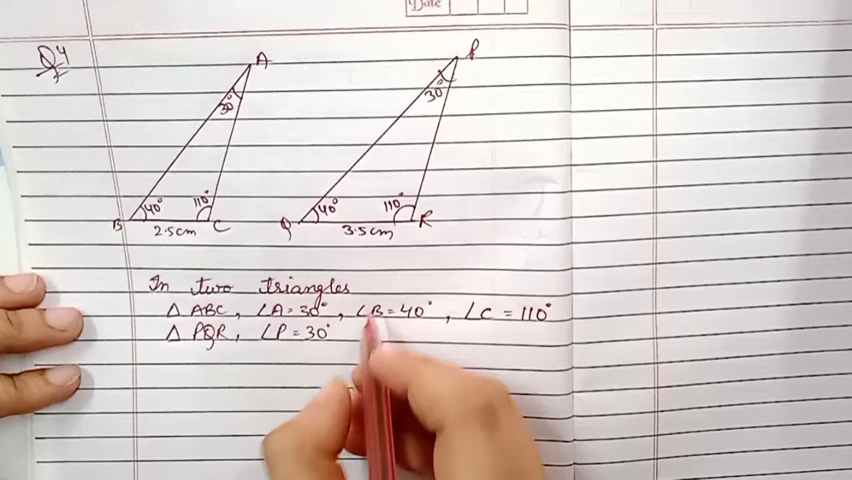 Date
Q4
A
P
30°
30°
40°
110°
40°
110°
B
C
Q
R
2.5cm
3.5cm
In two triangles
△ ABC, ∠A=30°, ∠B=40°, ∠C = 110°
△ PQR, ∠P=30°